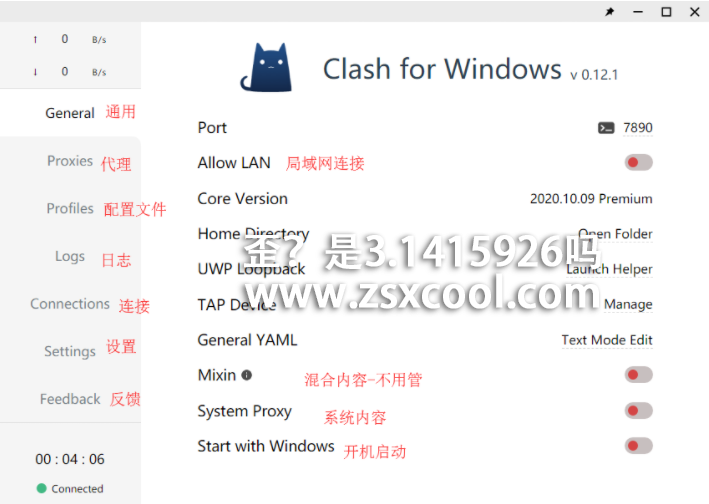 ↑ 0 B/s
↓ 0 B/s
General 通用
Proxies 代理
Profiles 配置文件
Logs 日志
Connections 连接
Settings 设置
Feedback 反馈
00 : 04 : 06
Connected
Clash for Windows v 0.12.1
Port 7890
Allow LAN 局域网连接
Core Version 2020.10.09 Premium
Home Directory Open Folder
歪？是3.1415926吗
UWP Loopback Launch Helper
www.zsxcool.com
TAP Device Manage
General YAML Text Mode Edit
Mixin 混合内容-不用管
System Proxy 系统内容
Start with Windows 开机启动